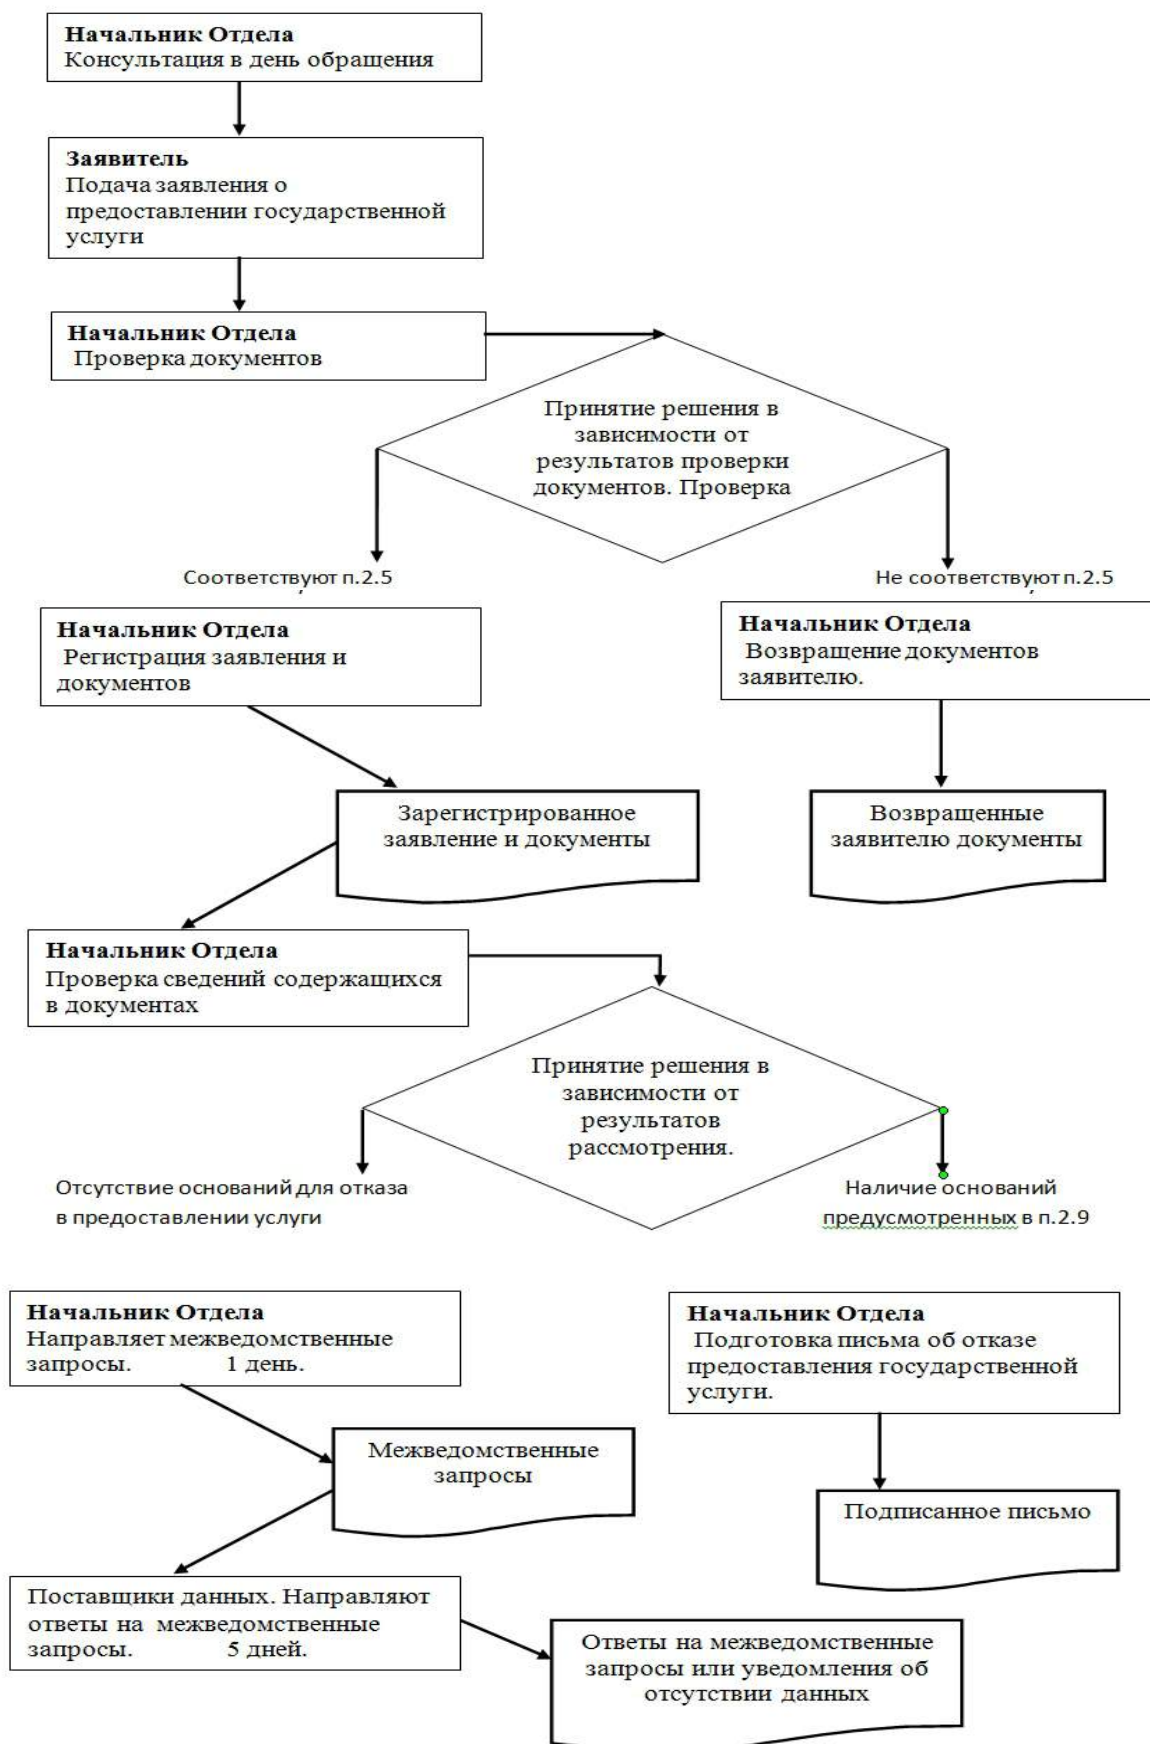 Начальник Отдела
Консультация в день обращения
Заявитель
Подача заявления о
предоставлении государственной
услуги
Начальник Отдела
Проверка документов
Принятие решения в
зависимости от
результатов проверки
документов. Проверка
Соответствуют п.2.5
Не соответствуют п.2.5
Начальник Отдела
Регистрация заявления и
документов
Начальник Отдела
Возвращение документов
заявителю.
Зарегистрированное
заявление и документы
Возвращенные
заявителю документы
Начальник Отдела
Проверка сведений содержащихся
в документах
Принятие решения в
зависимости от
результатов
рассмотрения.
Отсутствие оснований для отказа
в предоставлении услуги
Наличие оснований
предусмотренных в п.2.9
Начальник Отдела
Направляет межведомственные
запросы. 1 день.
Начальник Отдела
Подготовка письма об отказе
предоставления государственной
услуги.
Межведомственные
запросы
Подписанное письмо
Поставщики данных. Направляют
ответы на межведомственные
запросы. 5 дней.
Ответы на межведомственные
запросы или уведомления об
отсутствии данных